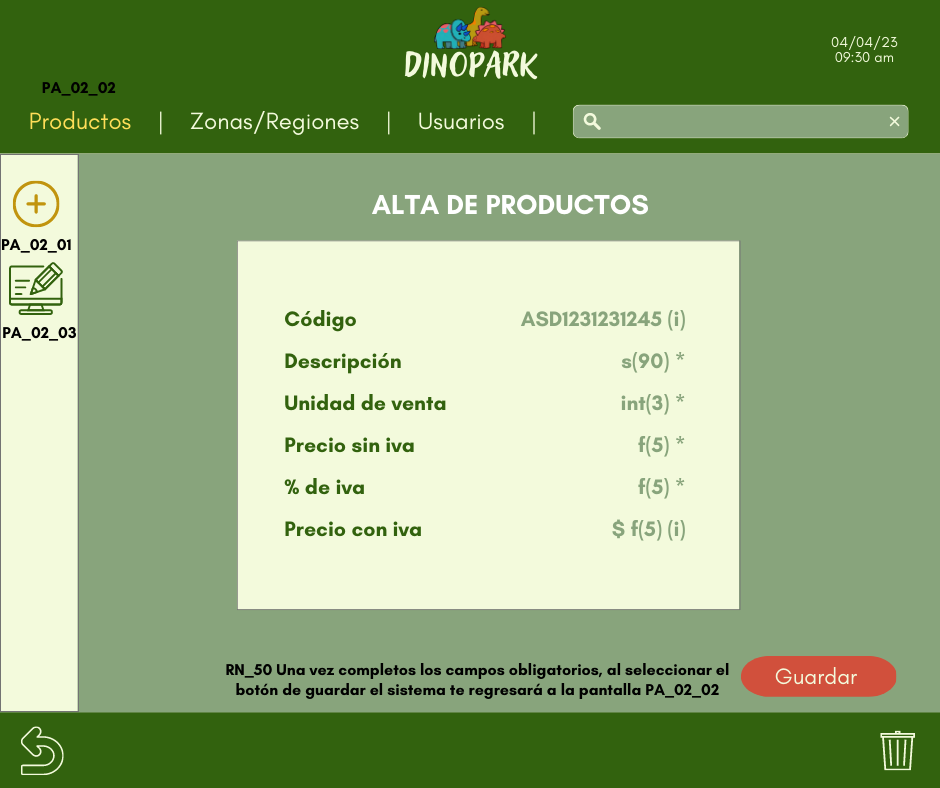 DINOPARK
04/04/23
09:30 am
PA_02_02
Productos | Zonas/Regiones | Usuarios |
PA_02_01
PA_02_03
ALTA DE PRODUCTOS
Código ASD1231231245 (i)
Descripción s(90) *
Unidad de venta int(3) *
Precio sin iva f(5) *
% de iva f(5) *
Precio con iva $ f(5) (i)
RN_50 Una vez completos los campos obligatorios, al seleccionar el
botón de guardar el sistema te regresará a la pantalla PA_02_02
Guardar